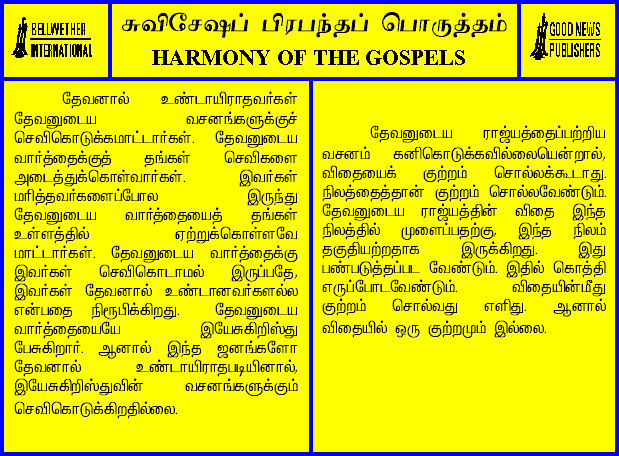 BELLWETHER
INTERNATIONAL
சுவிசேஷப் பிரபந்தப் பொருத்தம்
HARMONY OF THE GOSPELS
GOOD NEWS
PUBLISHERS
தேவனால் உண்டாயிராதவர்கள்
தேவனுடைய வசனங்களுக்குச்
செவிகொடுக்கமாட்டார்கள். தேவனுடைய
வார்த்தைக்குத் தங்கள் செவிகளை
அடைத்துக்கொள்வார்கள். இவர்கள்
மரித்தவர்களைப்போல இருந்து
தேவனுடைய வார்த்தையைத் தங்கள்
உள்ளத்தில் ஏற்றுக்கொள்ளவே
மாட்டார்கள். தேவனுடைய வார்த்தைக்கு
இவர்கள் செவிகொடாமல் இருப்பதே,
இவர்கள் தேவனால் உண்டானவர்களல்ல
என்பதை நிரூபிக்கிறது. தேவனுடைய
வார்த்தையையே இயேசுகிறிஸ்து
பேசுகிறார். ஆனால் இந்த ஜனங்களோ
தேவனால் உண்டாயிராதபடியினால்,
இயேசுகிறிஸ்துவின் வசனங்களுக்கும்
செவிகொடுக்கிறதில்லை.
தேவனுடைய ராஜ்யத்தைப்பற்றிய
வசனம் கனிகொடுக்கவில்லையென்றால்,
விதையைக் குற்றம் சொல்லக்கூடாது.
நிலத்தைத்தான் குற்றம் சொல்லவேண்டும்.
தேவனுடைய ராஜ்யத்தின் விதை இந்த
நிலத்தில் முளைப்பதற்கு, இந்த நிலம்
தகுதியற்றதாக இருக்கிறது. இது
பண்படுத்தப்பட வேண்டும். இதில் கொத்தி
எருப்போடவேண்டும். விதையின்மீது
குற்றம் சொல்வது எளிது. ஆனால்
விதையில் ஒரு குற்றமும் இல்லை.